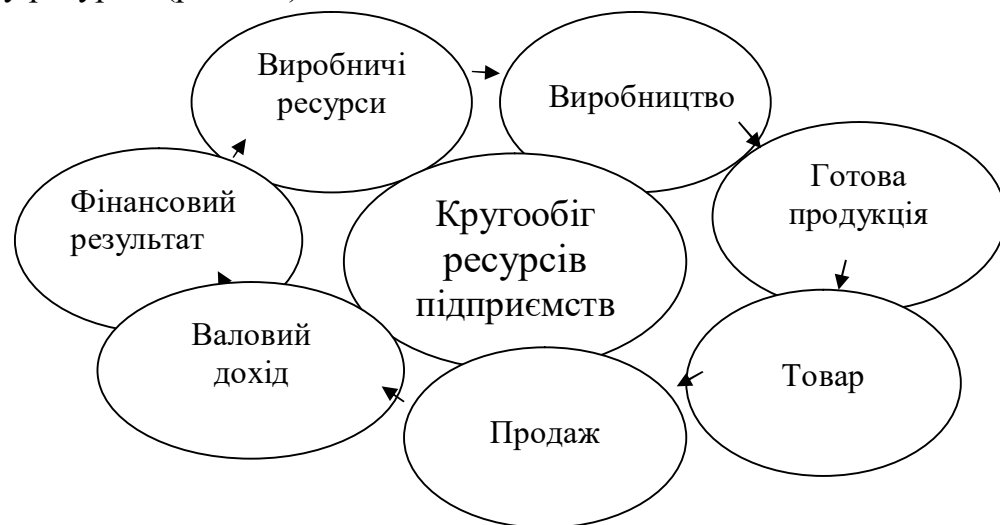 Виробничі
ресурси
Виробництво
Готова
продукція
Товар
Продаж
Валовий
дохід
Фінансовий
результат
Кругообіг
ресурсів
підприємств